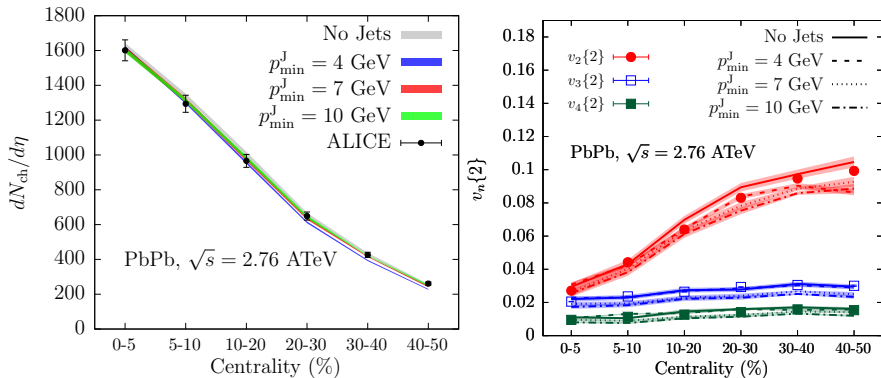 1800
1600
1400
1200
1000
800
600
400
200
0
dN_ch/dη
No Jets
p^J_min = 4 GeV
p^J_min = 7 GeV
p^J_min = 10 GeV
ALICE
PbPb, √s = 2.76 ATeV
0-5 5-10 10-20 20-30 30-40 40-50
Centrality (%)
0.18
0.16
0.14
0.12
0.1
0.08
0.06
0.04
0.02
0
v_n{2}
v_2{2}
v_3{2}
v_4{2}
No Jets
p^J_min = 4 GeV
p^J_min = 7 GeV
p^J_min = 10 GeV
PbPb, √s = 2.76 ATeV
0-5 5-10 10-20 20-30 30-40 40-50
Centrality (%)